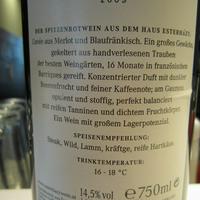 2003
DER SPITZENROTWEIN AUS DEM HAUS ESTERHÁZY
Cuvée aus Merlot und Blaufränkisch. Ein großes Gewächs,
gekeltert aus handverlesenen Trauben
der besten Weingärten, 16 Monate in französischen
Barriques gereift. Konzentrierter Duft mit dunkler
Beerenfrucht und feiner Kaffeenote; am Gaumen
opulent und stoffig, perfekt balanciert
mit reifen Tanninen und dichtem Fruchtkörper.
Ein Wein mit großem Lagerpotenzial.
SPEISENEMPFEHLUNG:
Steak, Wild, Lamm, kräftige, reife Hartkäse
TRINKTEMPERATUR:
16 - 18 °C
14,5% vol
e 750ml